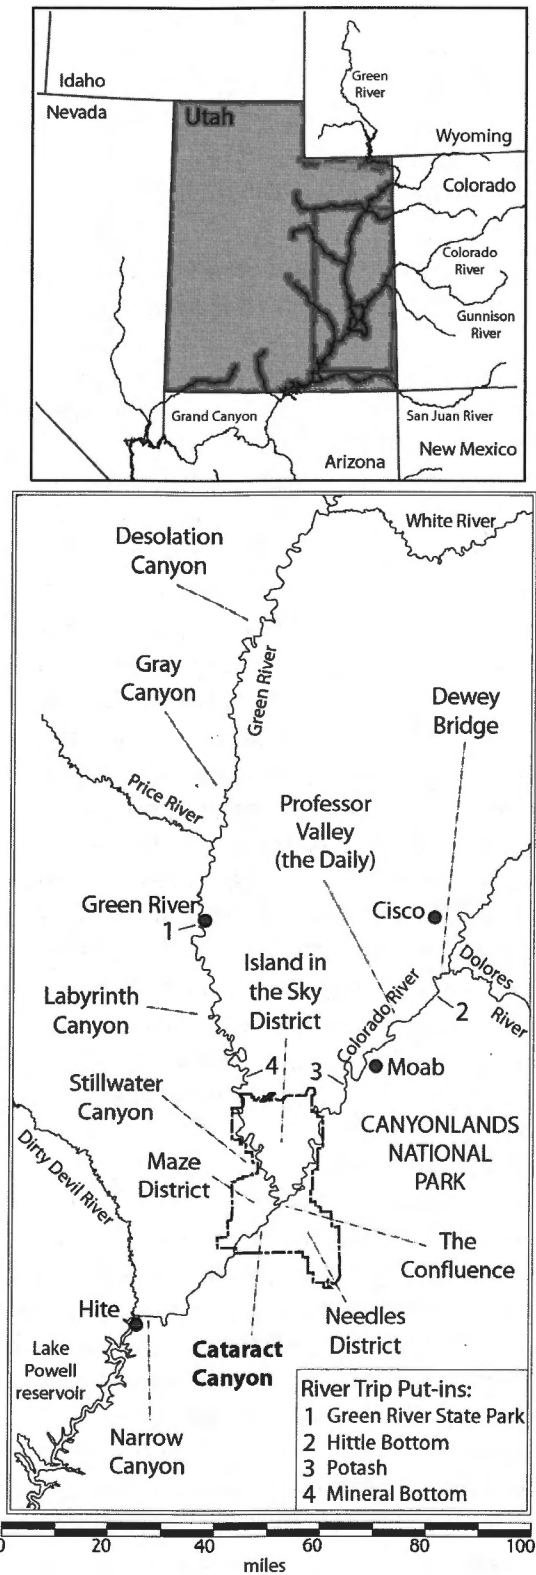 Idaho
Nevada
Utah
Green
River
Wyoming
Colorado
Colorado
River
Gunnison
River
Grand Canyon
San Juan River
Arizona
New Mexico
White River
Desolation
Canyon
Green River
Gray
Canyon
Dewey
Bridge
Price River
Professor
Valley
(the Daily)
Green River
1
Cisco
Island in
the Sky
District
Dolores
River
Labyrinth
Canyon
Colorado River
2
4
3
Moab
Stillwater
Canyon
CANYONLANDS
NATIONAL
PARK
Dirty Devil River
Maze
District
The
Confluence
Hite
Needles
District
Cataract
Canyon
Lake
Powell
reservoir
Narrow
Canyon
River Trip Put-ins:
1 Green River State Park
2 Hittle Bottom
3 Potash
4 Mineral Bottom
0 20 40 60 80 100
miles